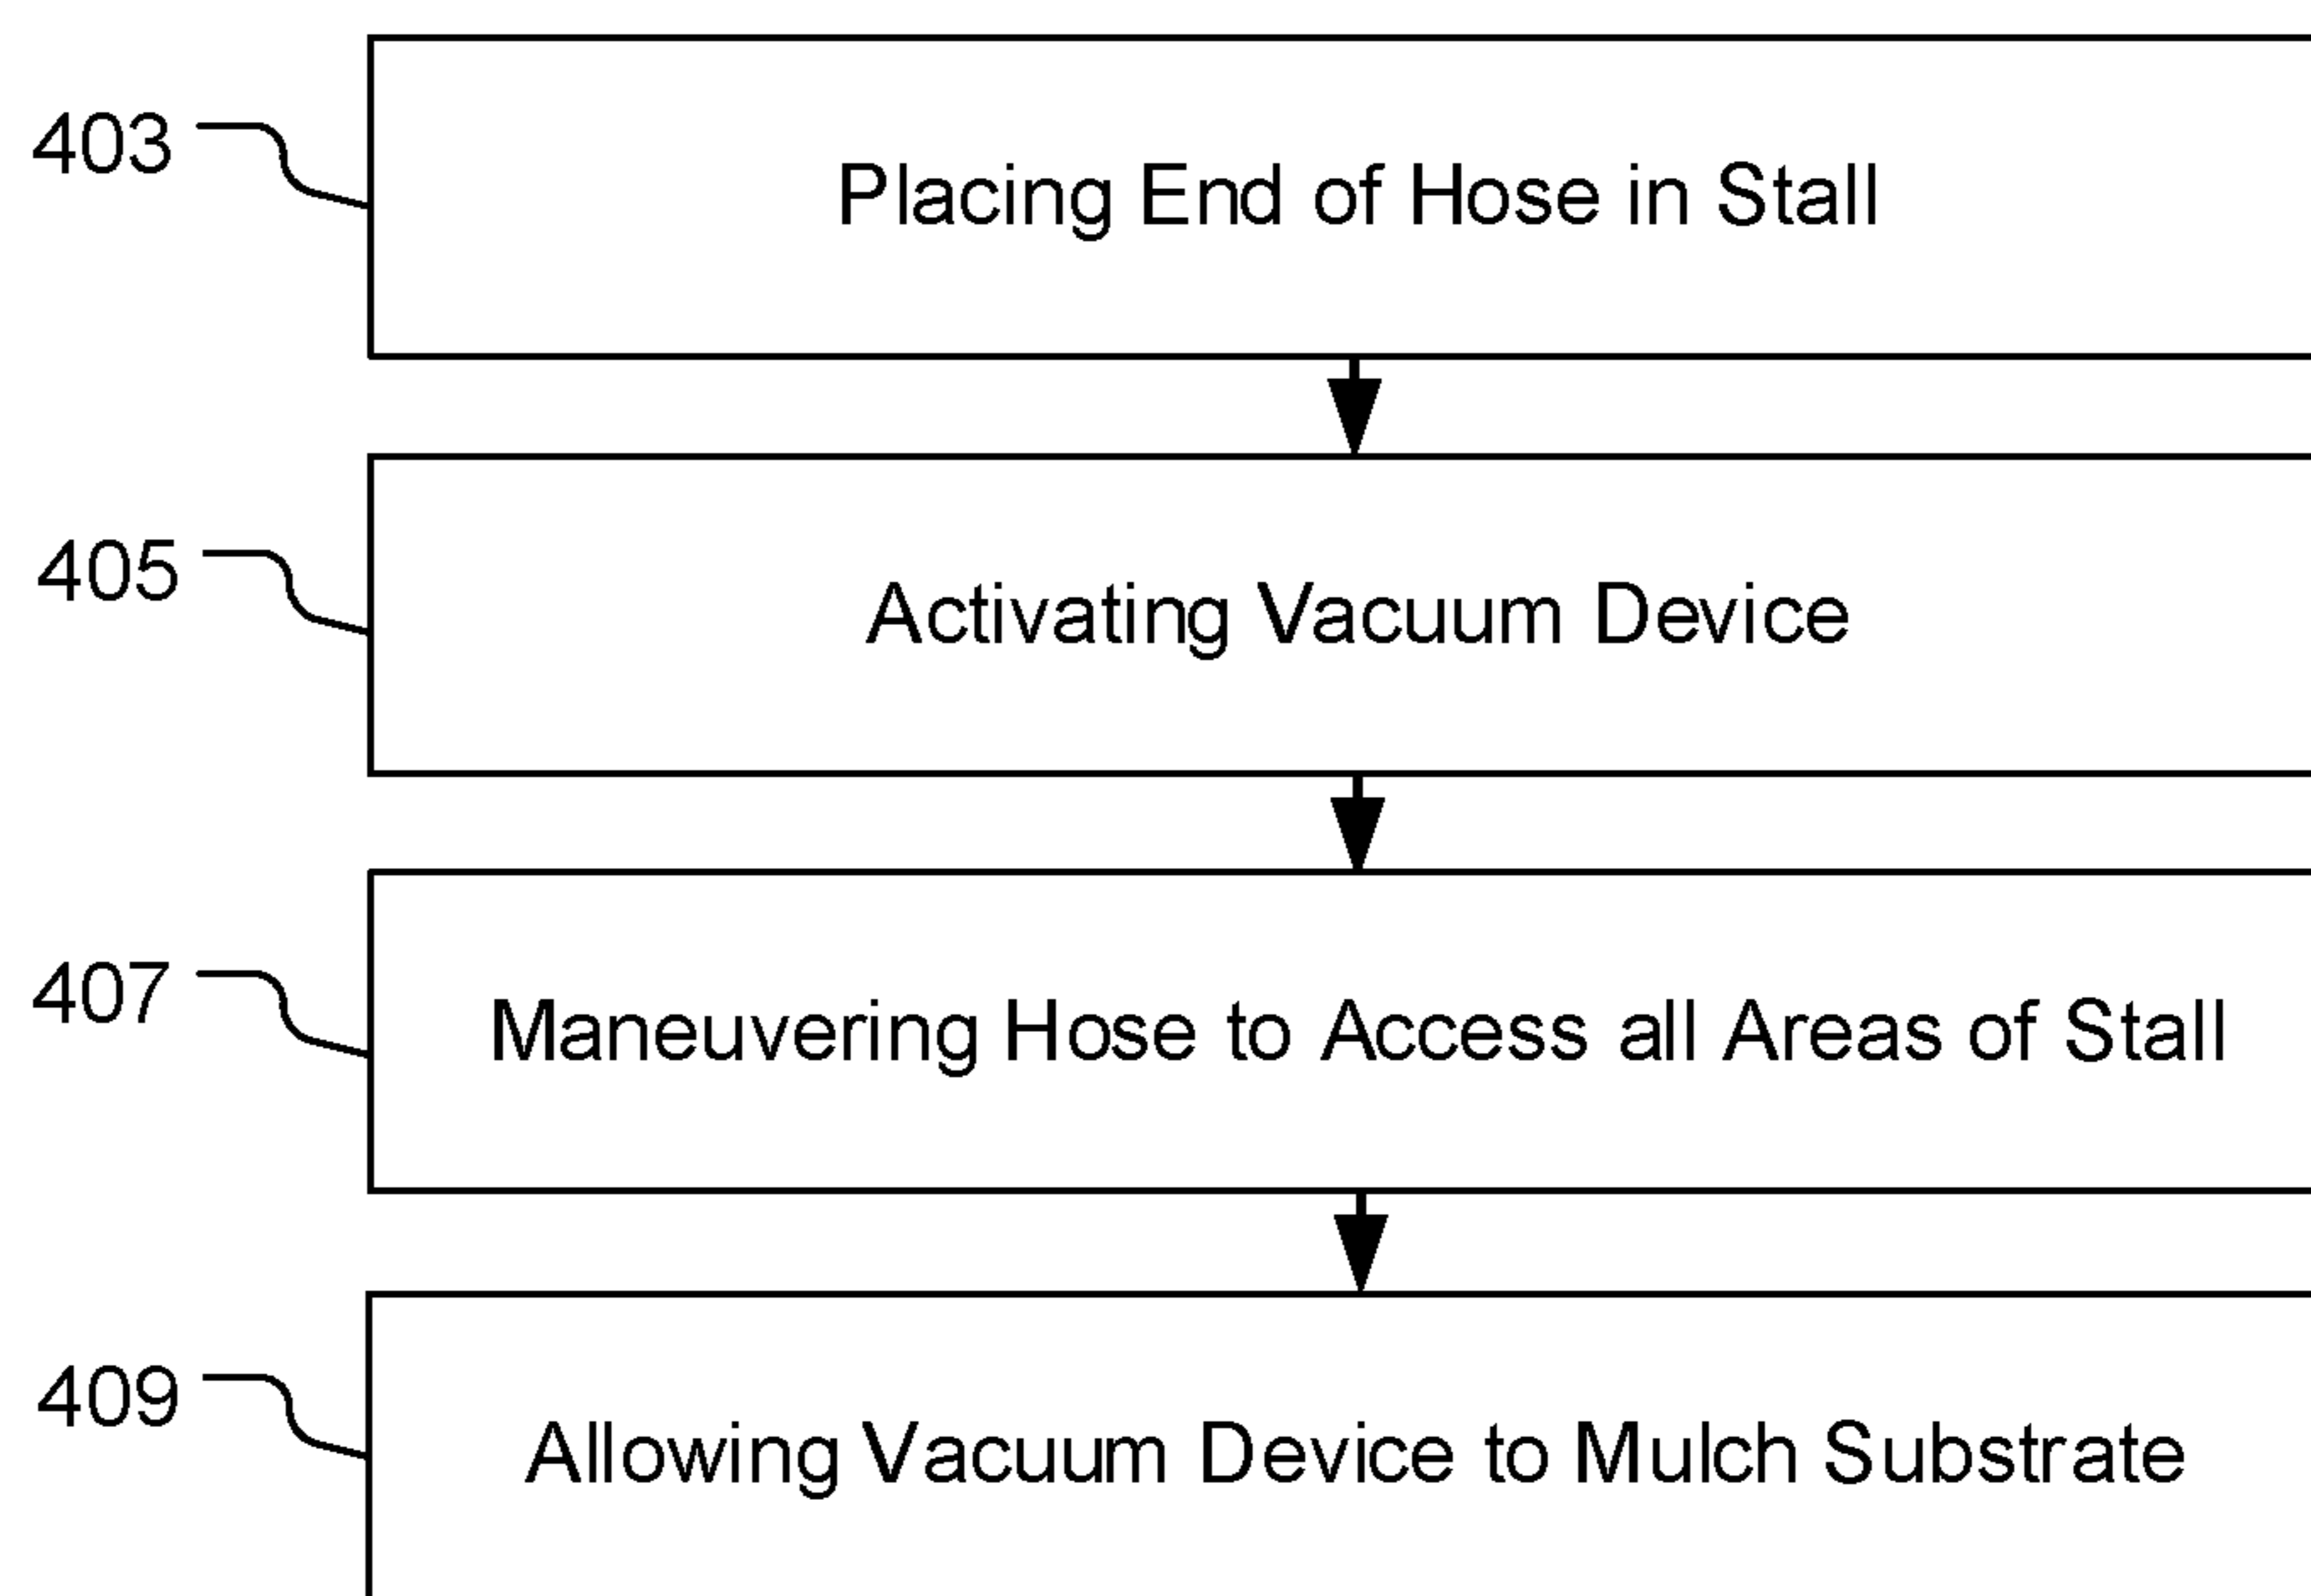 403
Placing End of Hose in Stall
405
Activating Vacuum Device
407
Maneuvering Hose to Access all Areas of Stall
409
Allowing Vacuum Device to Mulch Substrate